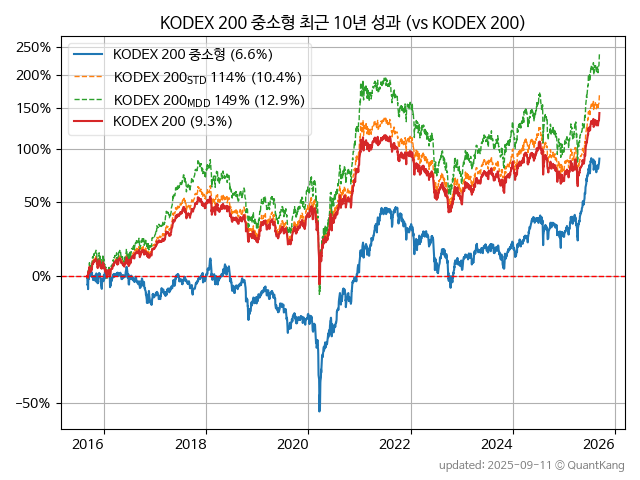 KODEX 200 중소형 최근 10년 성과 (vs KODEX 200)
250%
200%
150%
100%
50%
0%
−50%
KODEX 200 중소형 (6.6%)
KODEX 200STD 114% (10.4%)
KODEX 200MDD 149% (12.9%)
KODEX 200 (9.3%)
2016 2018 2020 2022 2024 2026
updated: 2025-09-11 © QuantKang